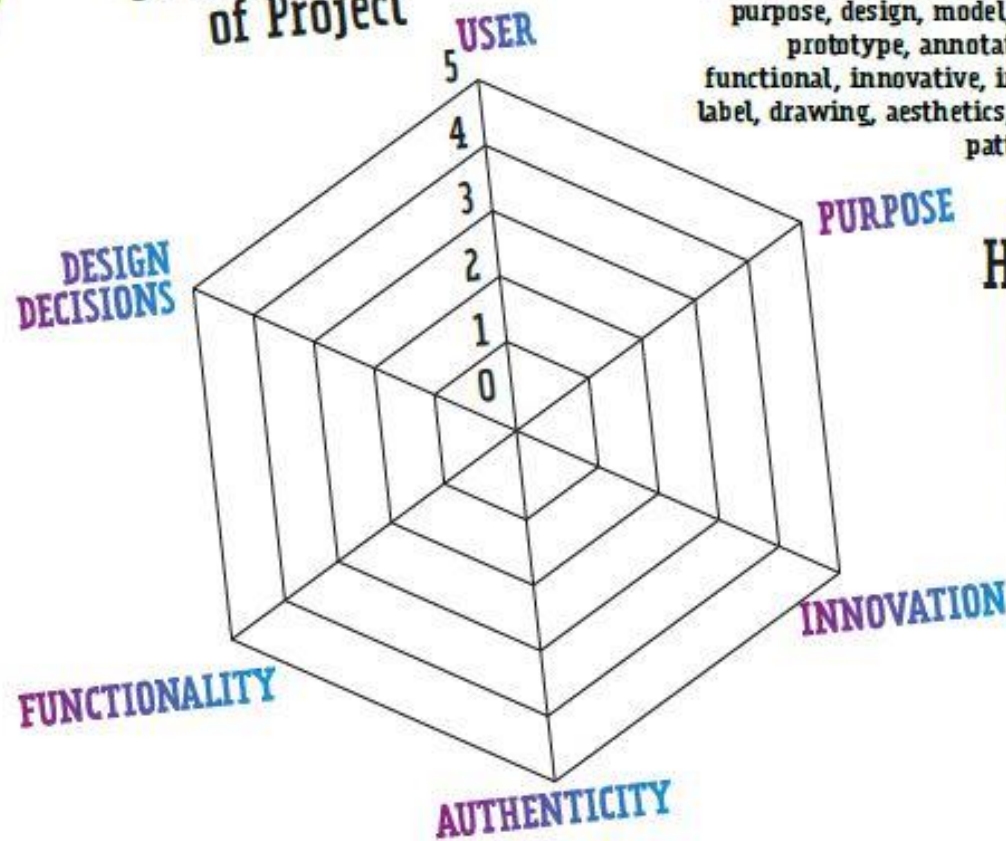 of Project
purpose, design, model
prototype,
functional, innovative,
label, drawing, aesthetics,
USER
5
4
3
2
1
0
PURPOSE
DESIGN
DECISIONS
INNOVATION
FUNCTIONALITY
AUTHENTICITY